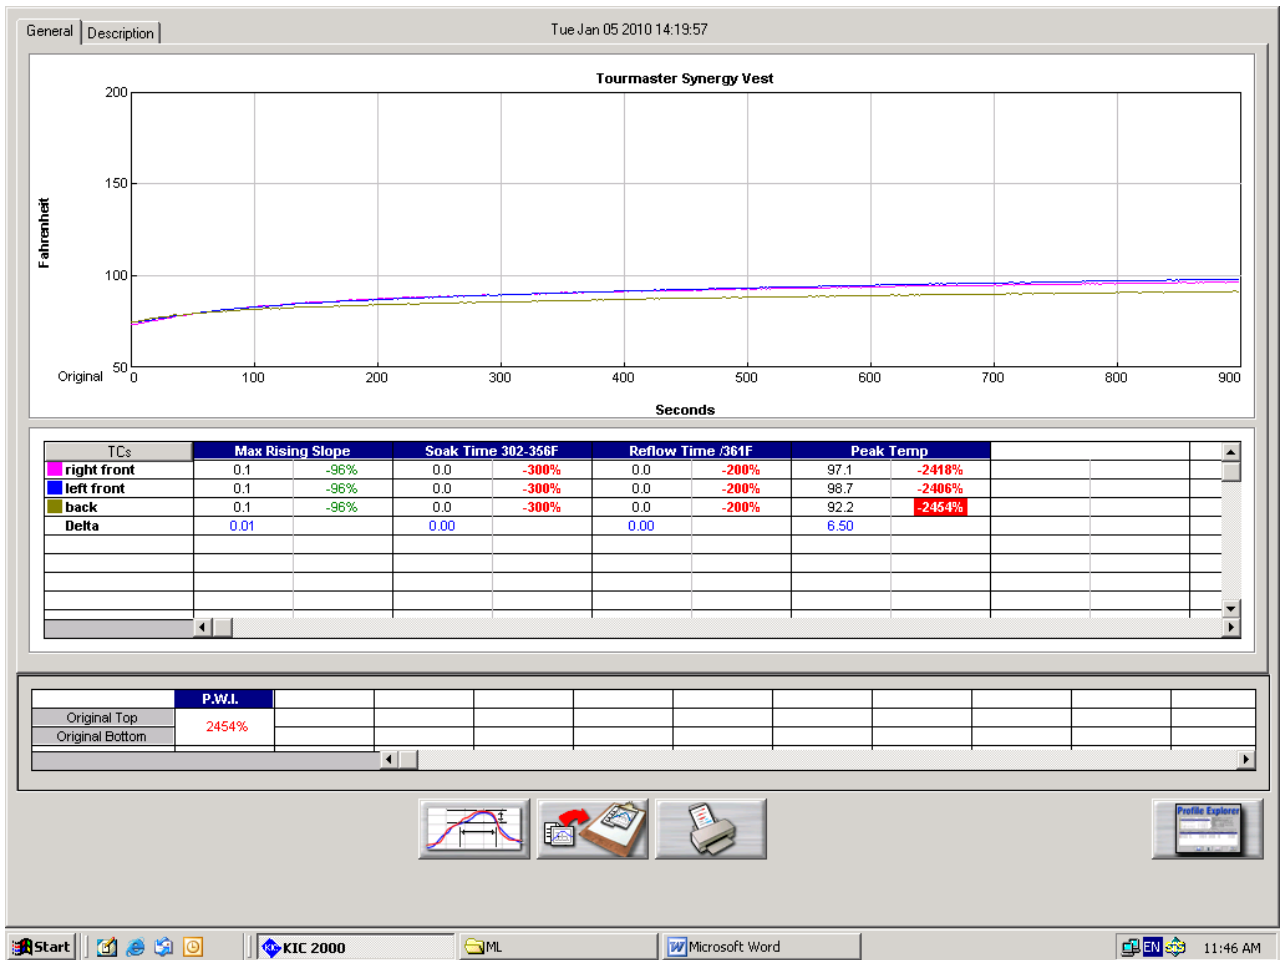 General Description Tue Jan 05 2010 14:19:57
Tourmaster Synergy Vest
200
150
100
50
Fahrenheit
Original 0 100 200 300 400 500 600 700 800 900
Seconds
TCs Max Rising Slope Soak Time 302-356F Reflow Time /361F Peak Temp
right front 0.1 -96% 0.0 -300% 0.0 -200% 97.1 -2418%
left front 0.1 -96% 0.0 -300% 0.0 -200% 98.7 -2406%
back 0.1 -96% 0.0 -300% 0.0 -200% 92.2 -2454%
Delta 0.01 0.00 0.00 6.50
P.W.I.
Original Top
2454%
Original Bottom
Profile Explorer
Start KIC 2000 ML Microsoft Word EN 11:46 AM